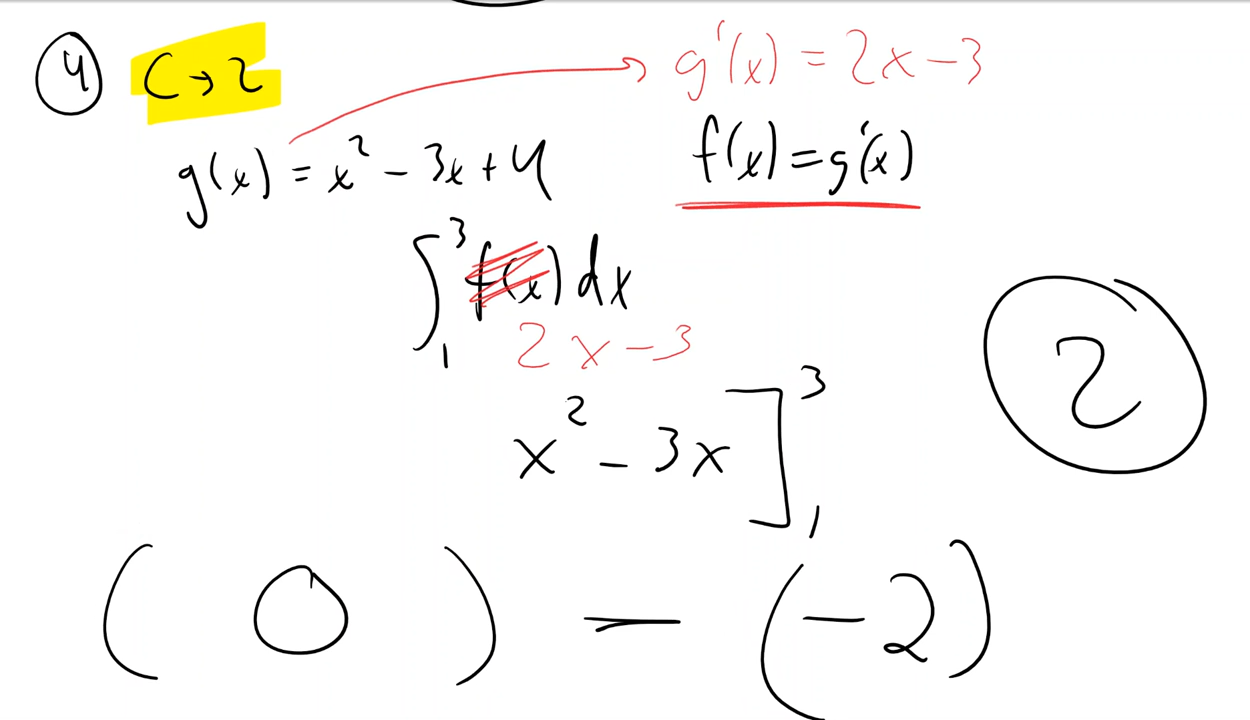 4 C → 2
g'(x) = 2x - 3
g(x) = x² - 3x + 4
f(x) = g'(x)
∫₁³ f(x) dx
2x - 3
x² - 3x ]₁³
2
( 0 ) - ( - 2 )